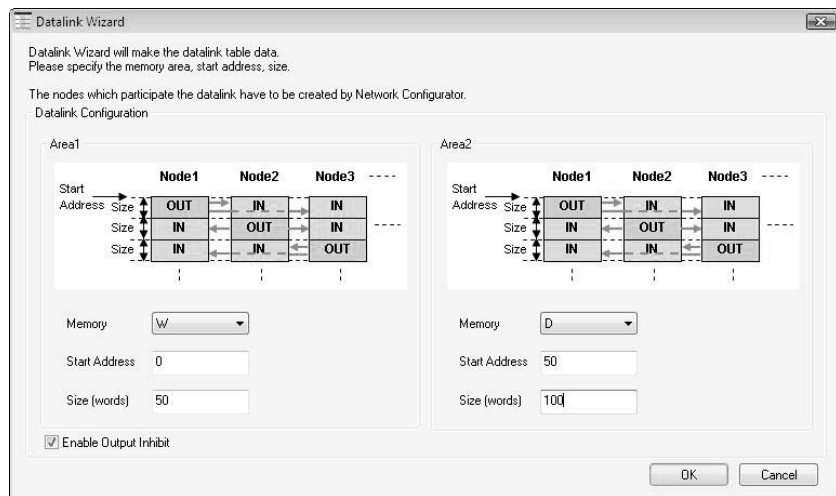 Datalink Wizard
Datalink Wizard will make the datalink table data.
Please specify the memory area, start address, size.
The nodes which participate the datalink have to be created by Network Configurator.
Datalink Configuration
Area1
Node1 Node2 Node3
Start
Address Size OUT IN IN
Size IN OUT IN
Size IN IN OUT
Memory W
Start Address 0
Size (words) 50
Area2
Node1 Node2 Node3
Start
Address Size OUT IN IN
Size IN OUT IN
Size IN IN OUT
Memory D
Start Address 50
Size (words) 100
Enable Output Inhibit
OK Cancel